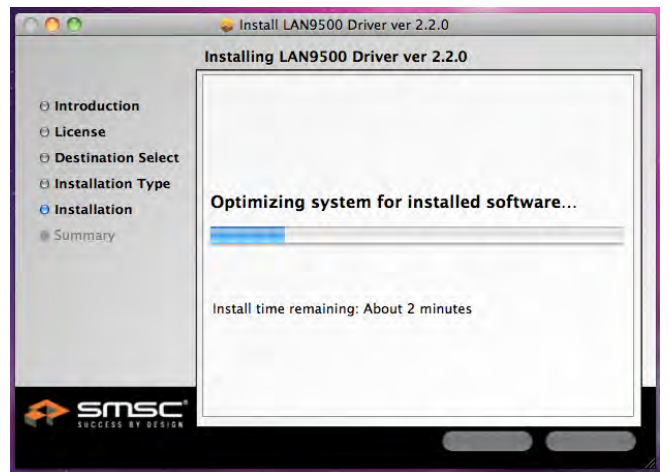 Install LAN9500 Driver ver 2.2.0
Installing LAN9500 Driver ver 2.2.0
Introduction
License
Destination Select
Installation Type
Installation
Summary
Optimizing system for installed software...
Install time remaining: About 2 minutes
smsc
SUCCESS BY DESIGN